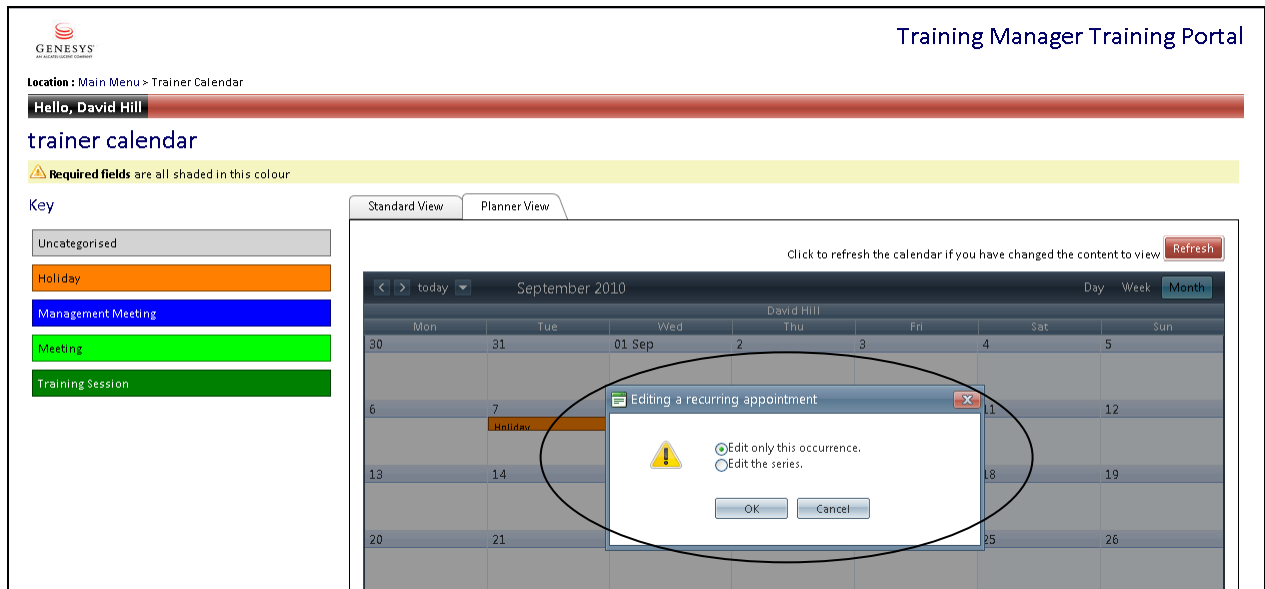 GENESYS
AN ALCATEL-LUCENT COMPANY
Training Manager Training Portal
Location : Main Menu > Trainer Calendar
Hello, David Hill
trainer calendar
Required fields are all shaded in this colour
Key
Uncategorised
Holiday
Management Meeting
Meeting
Training Session
Standard View Planner View
Click to refresh the calendar if you have changed the content to view Refresh
today September 2010 Day Week Month
David Hill
Mon Tue Wed Thu Fri Sat Sun
30 31 01 Sep 2 3 4 5
6 7 11 12
Holiday
13 14 18 19
20 21 25 26
Editing a recurring appointment
Edit only this occurrence.
Edit the series.
OK Cancel